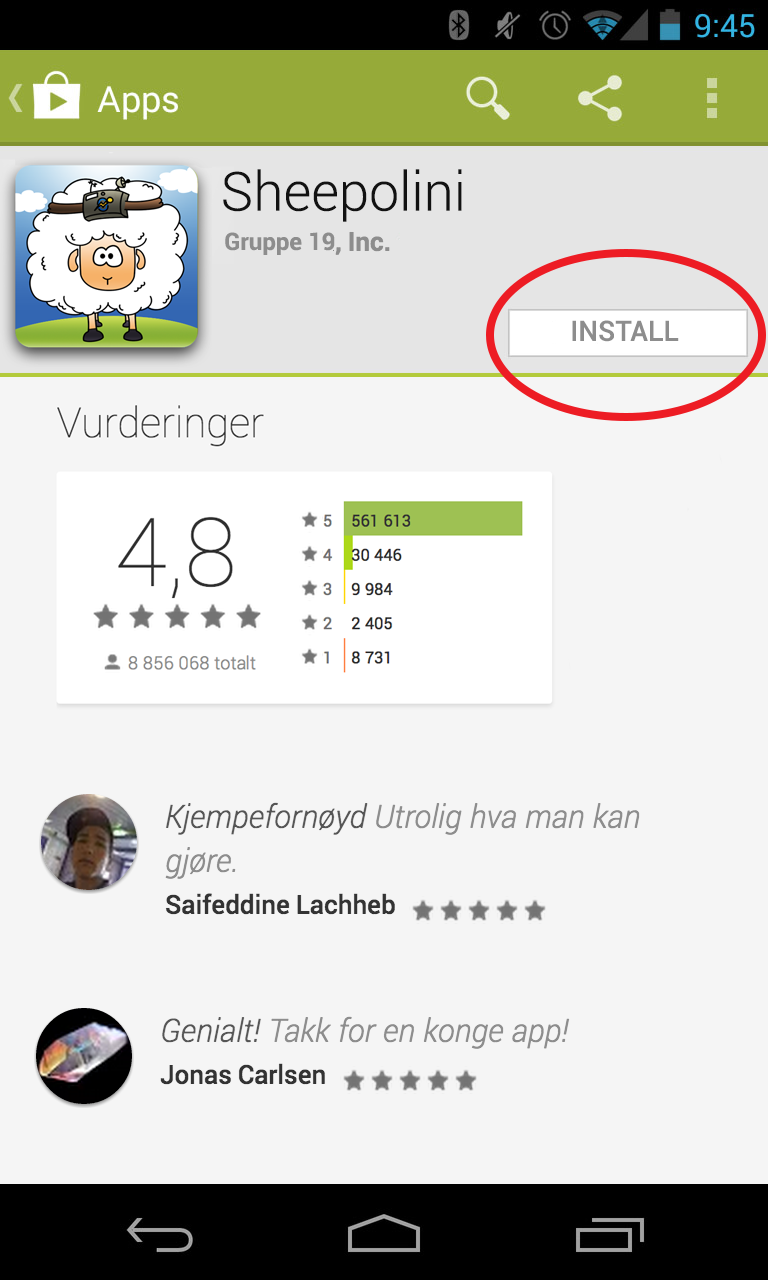 9:45
Apps
Sheepolini
Gruppe 19, Inc.
INSTALL
Vurderinger
4,8
8 856 068 totalt
5 561 613
4 30 446
3 9 984
2 2 405
1 8 731
Kjempefornøyd Utrolig hva man kan
gjøre.
Saifeddine Lachheb
Genialt! Takk for en konge app!
Jonas Carlsen